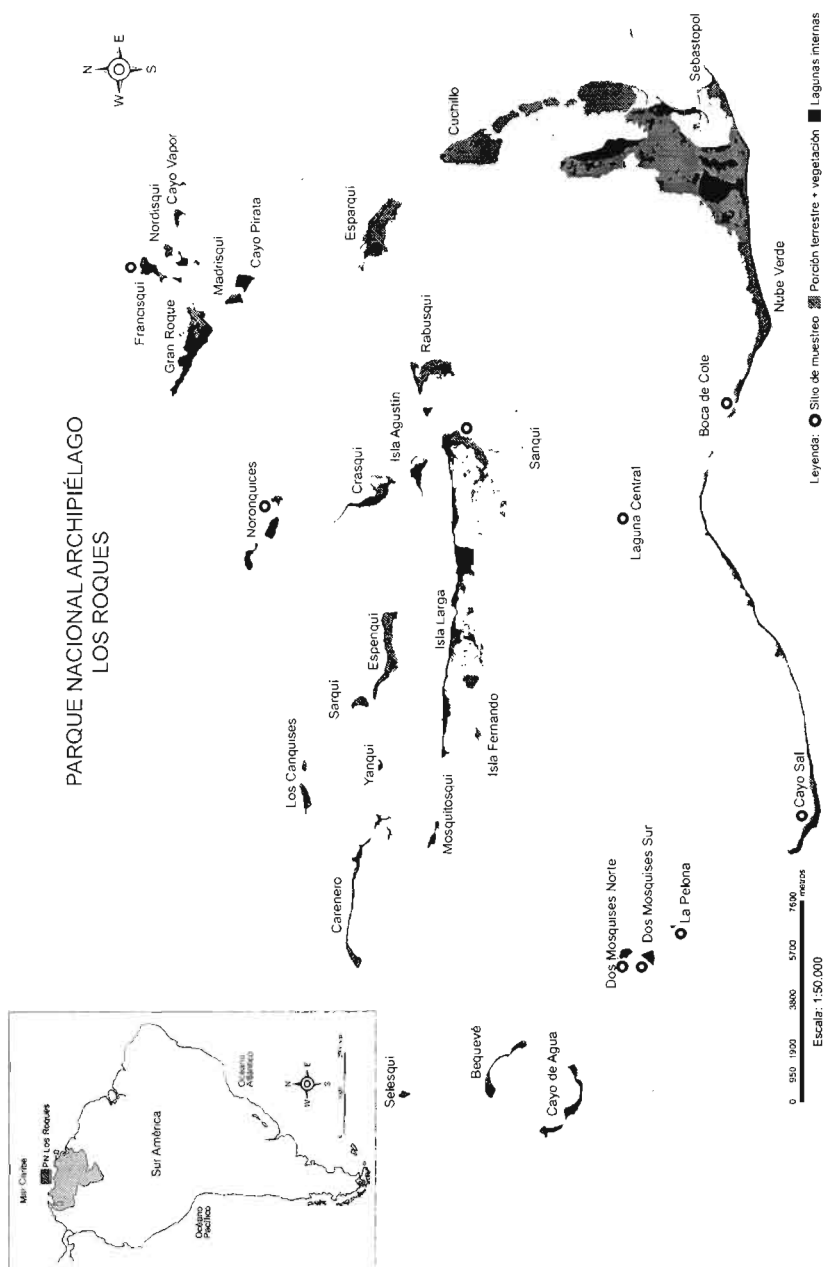 PARQUE NACIONAL ARCHIPIÉLAGO
LOS ROQUES
N
W
E
S
Mar Caribe
PN Los Roques
Sur América
Océano
Atlántico
Océano
Pacífico
N
W
E
S
Francisqui
Nordisqui
Cayo Vapor
Gran Roque
Madrisqui
Cayo Pirata
Noronquices
Los Canquises
Carenero
Yanqui
Sarqui
Espenqui
Crasqui
Isla Agustín
Rabusqui
Esparqui
Cuchillo
Selesqui
Mosquitosqui
Isla Larga
Isla Fernando
Sanqui
Bequevé
Cayo de Agua
Dos Mosquises Norte
Dos Mosquises Sur
La Pelona
Laguna Central
Boca de Cote
Sebastopol
Nube Verde
Cayo Sal
0 950 1900 3800 5700 7600
metros
Escala: 1:50.000
Leyenda: Sitio de muestreo Porción terrestre + vegetación Lagunas internas